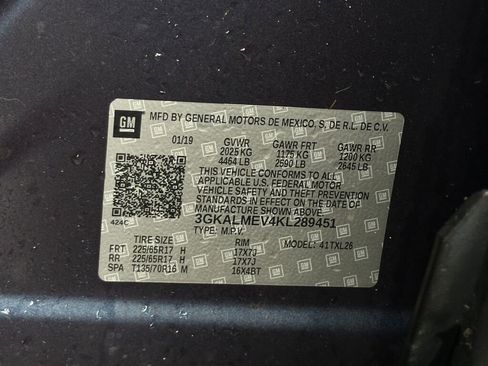 GM MFD BY GENERAL MOTORS DE MEXICO, S, DE R.L. DE C.V.
01/19 GVWR GAWR FRT GAWR RR
2025 KG 1175 KG 1200 KG
4464 LB 2590 LB 2645 LB
THIS VEHICLE CONFORMS TO ALL
APPLICABLE U.S. FEDERAL MOTOR
VEHICLE SAFETY AND THEFT PREVENTION
STANDARDS IN EFFECT ON THE DATE OF
MANUFACTURE SHOWN ABOVE.
424C 3GKALMEV4KL289451
TYPE: M.P.V.
TIRE SIZE RIM MODEL: 41TXL26
FRT 225/65R17 H 17X7J
RR 225/65R17 H 17X7J
SPA T135/70R16 M 16X4BT